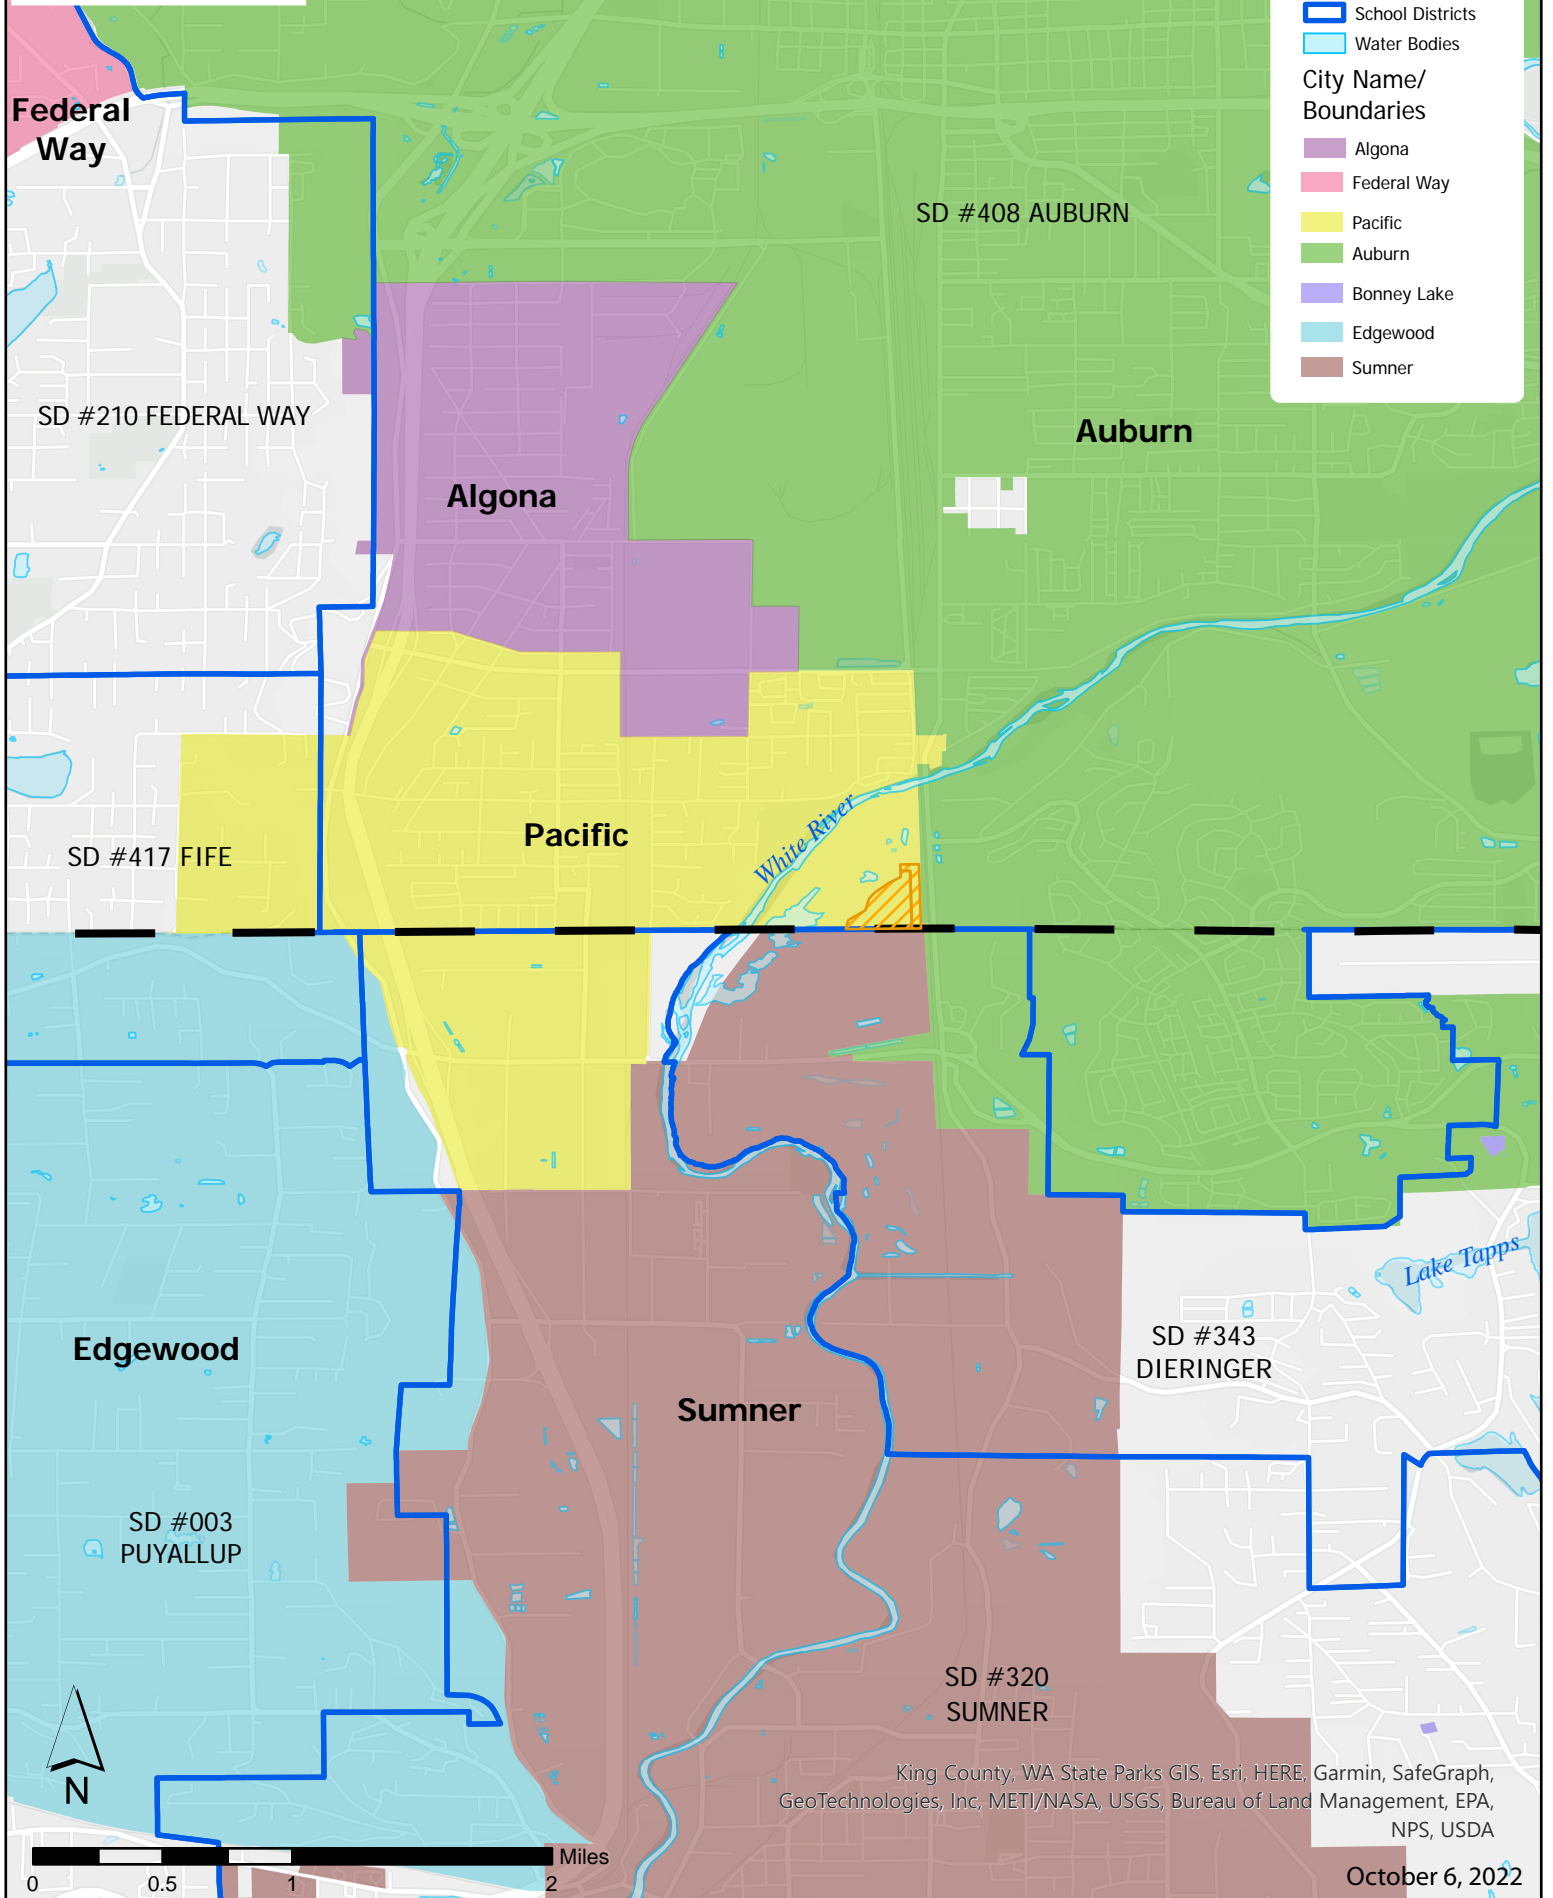 School Districts
Water Bodies
City Name/
Boundaries
Algona
Federal Way
Pacific
Auburn
Bonney Lake
Edgewood
Sumner
Federal
Way
SD #408 AUBURN
SD #210 FEDERAL WAY
Auburn
Algona
White River
Pacific
SD #417 FIFE
Lake Tapps
Edgewood
SD #343
DIERINGER
Sumner
SD #003
PUYALLUP
SD #320
SUMNER
N
King County, WA State Parks GIS, Esri, HERE, Garmin, SafeGraph,
GeoTechnologies, Inc, METI/NASA, USGS, Bureau of Land Management, EPA,
NPS, USDA
Miles
0 0.5 1 2
October 6, 2022